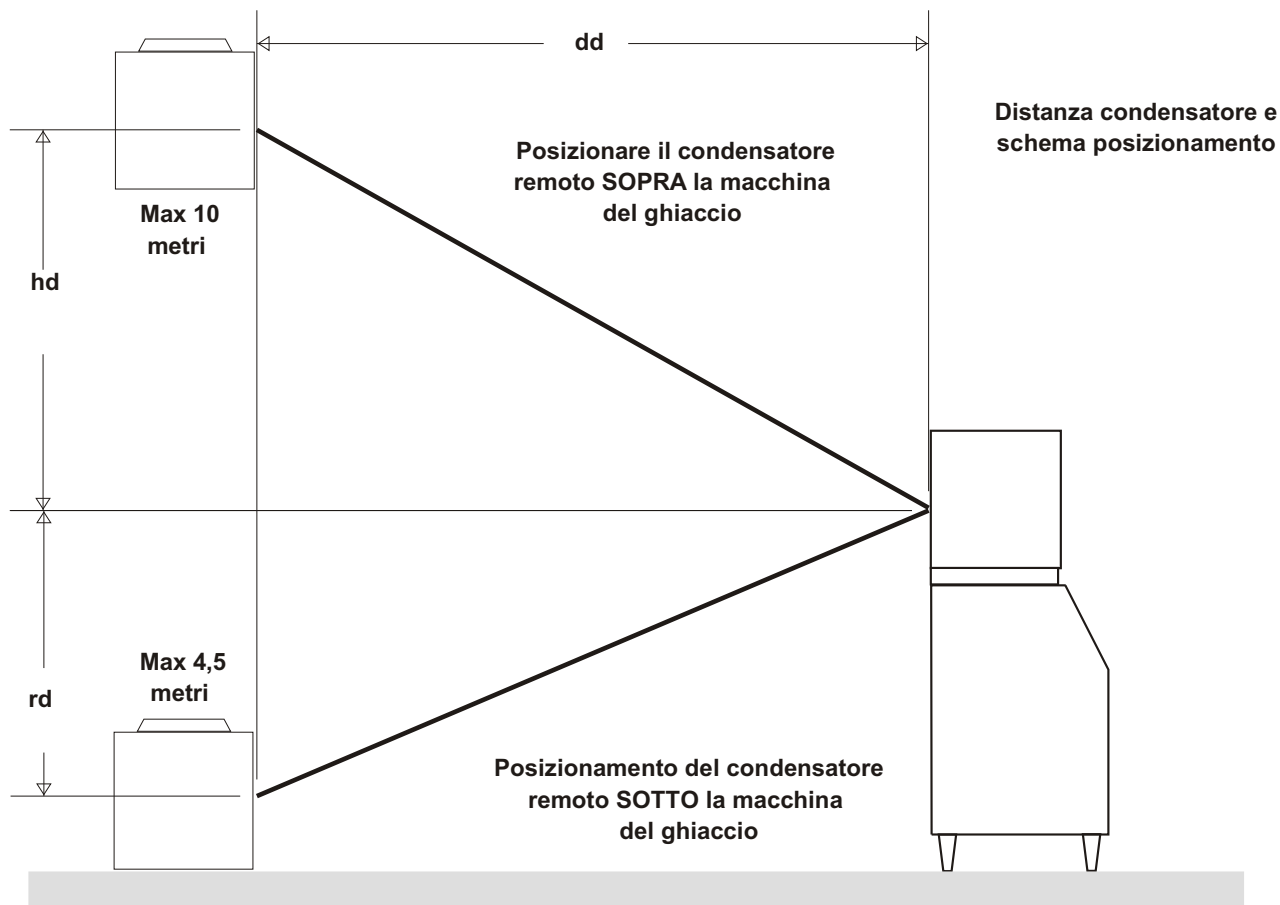 dd
Distanza condensatore e
schema posizionamento
Posizionare il condensatore
remoto SOPRA la macchina
del ghiaccio
Max 10
metri
hd
Max 4,5
metri
rd
Posizionamento del condensatore
remoto SOTTO la macchina
del ghiaccio